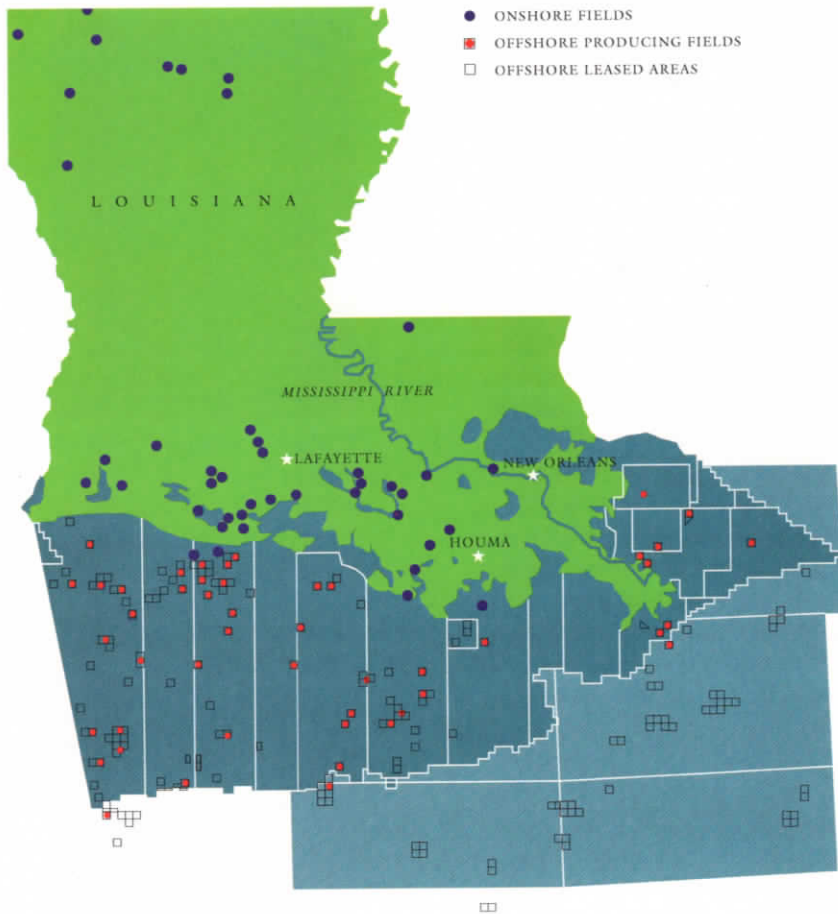 ONSHORE FIELDS
OFFSHORE PRODUCING FIELDS
OFFSHORE LEASED AREAS
LOUISIANA
MISSISSIPPI RIVER
LAFAYETTE
NEW ORLEANS
HOUMA